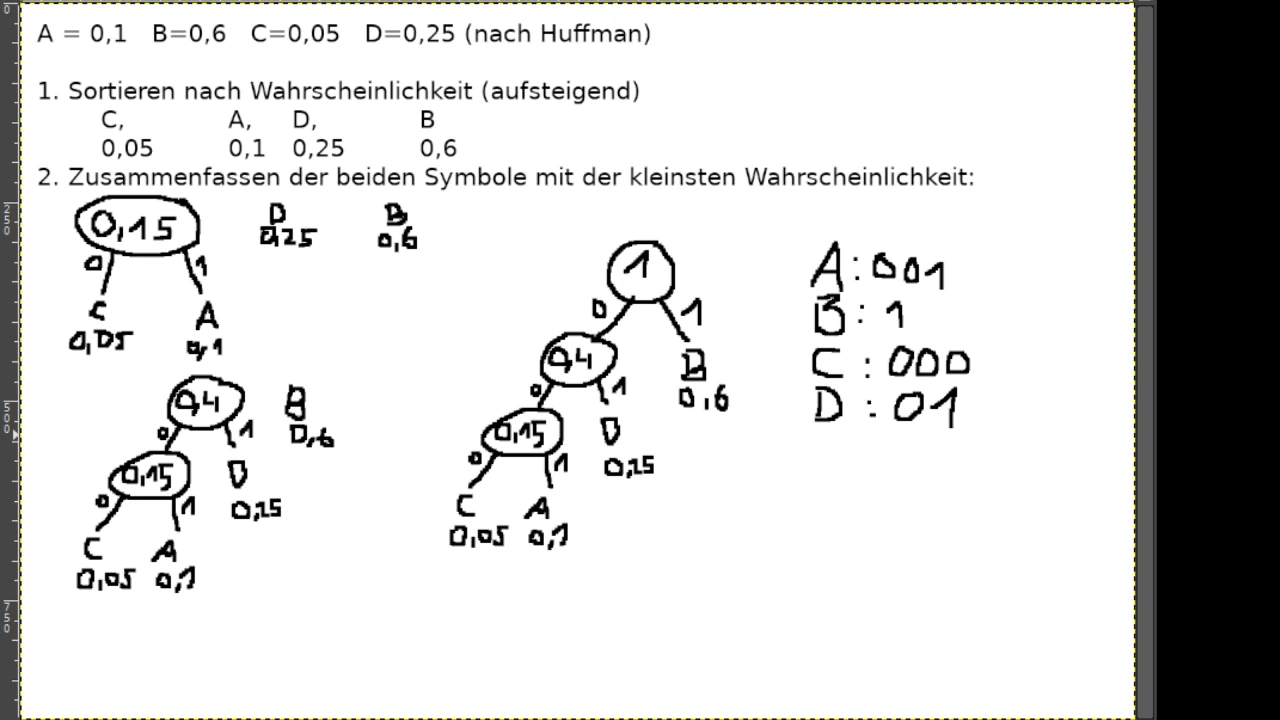 A = 0,1 B=0,6 C=0,05 D=0,25 (nach Huffman)
1. Sortieren nach Wahrscheinlichkeit (aufsteigend)
C, A, D, B
0,05 0,1 0,25 0,6
2. Zusammenfassen der beiden Symbole mit der kleinsten Wahrscheinlichkeit:
0,15 D B
0,25 0,6
0 1
C A
0,05 0,1
0,4 B
0,6
0 1
0,15 D
0,25
0 1
C A
0,05 0,1
1
0 1
0,4 B
0,6
0 1
0,15 D
0,25
0 1
C A
0,05 0,1
A: 001
B: 1
C: 000
D: 01
0
250
500
750